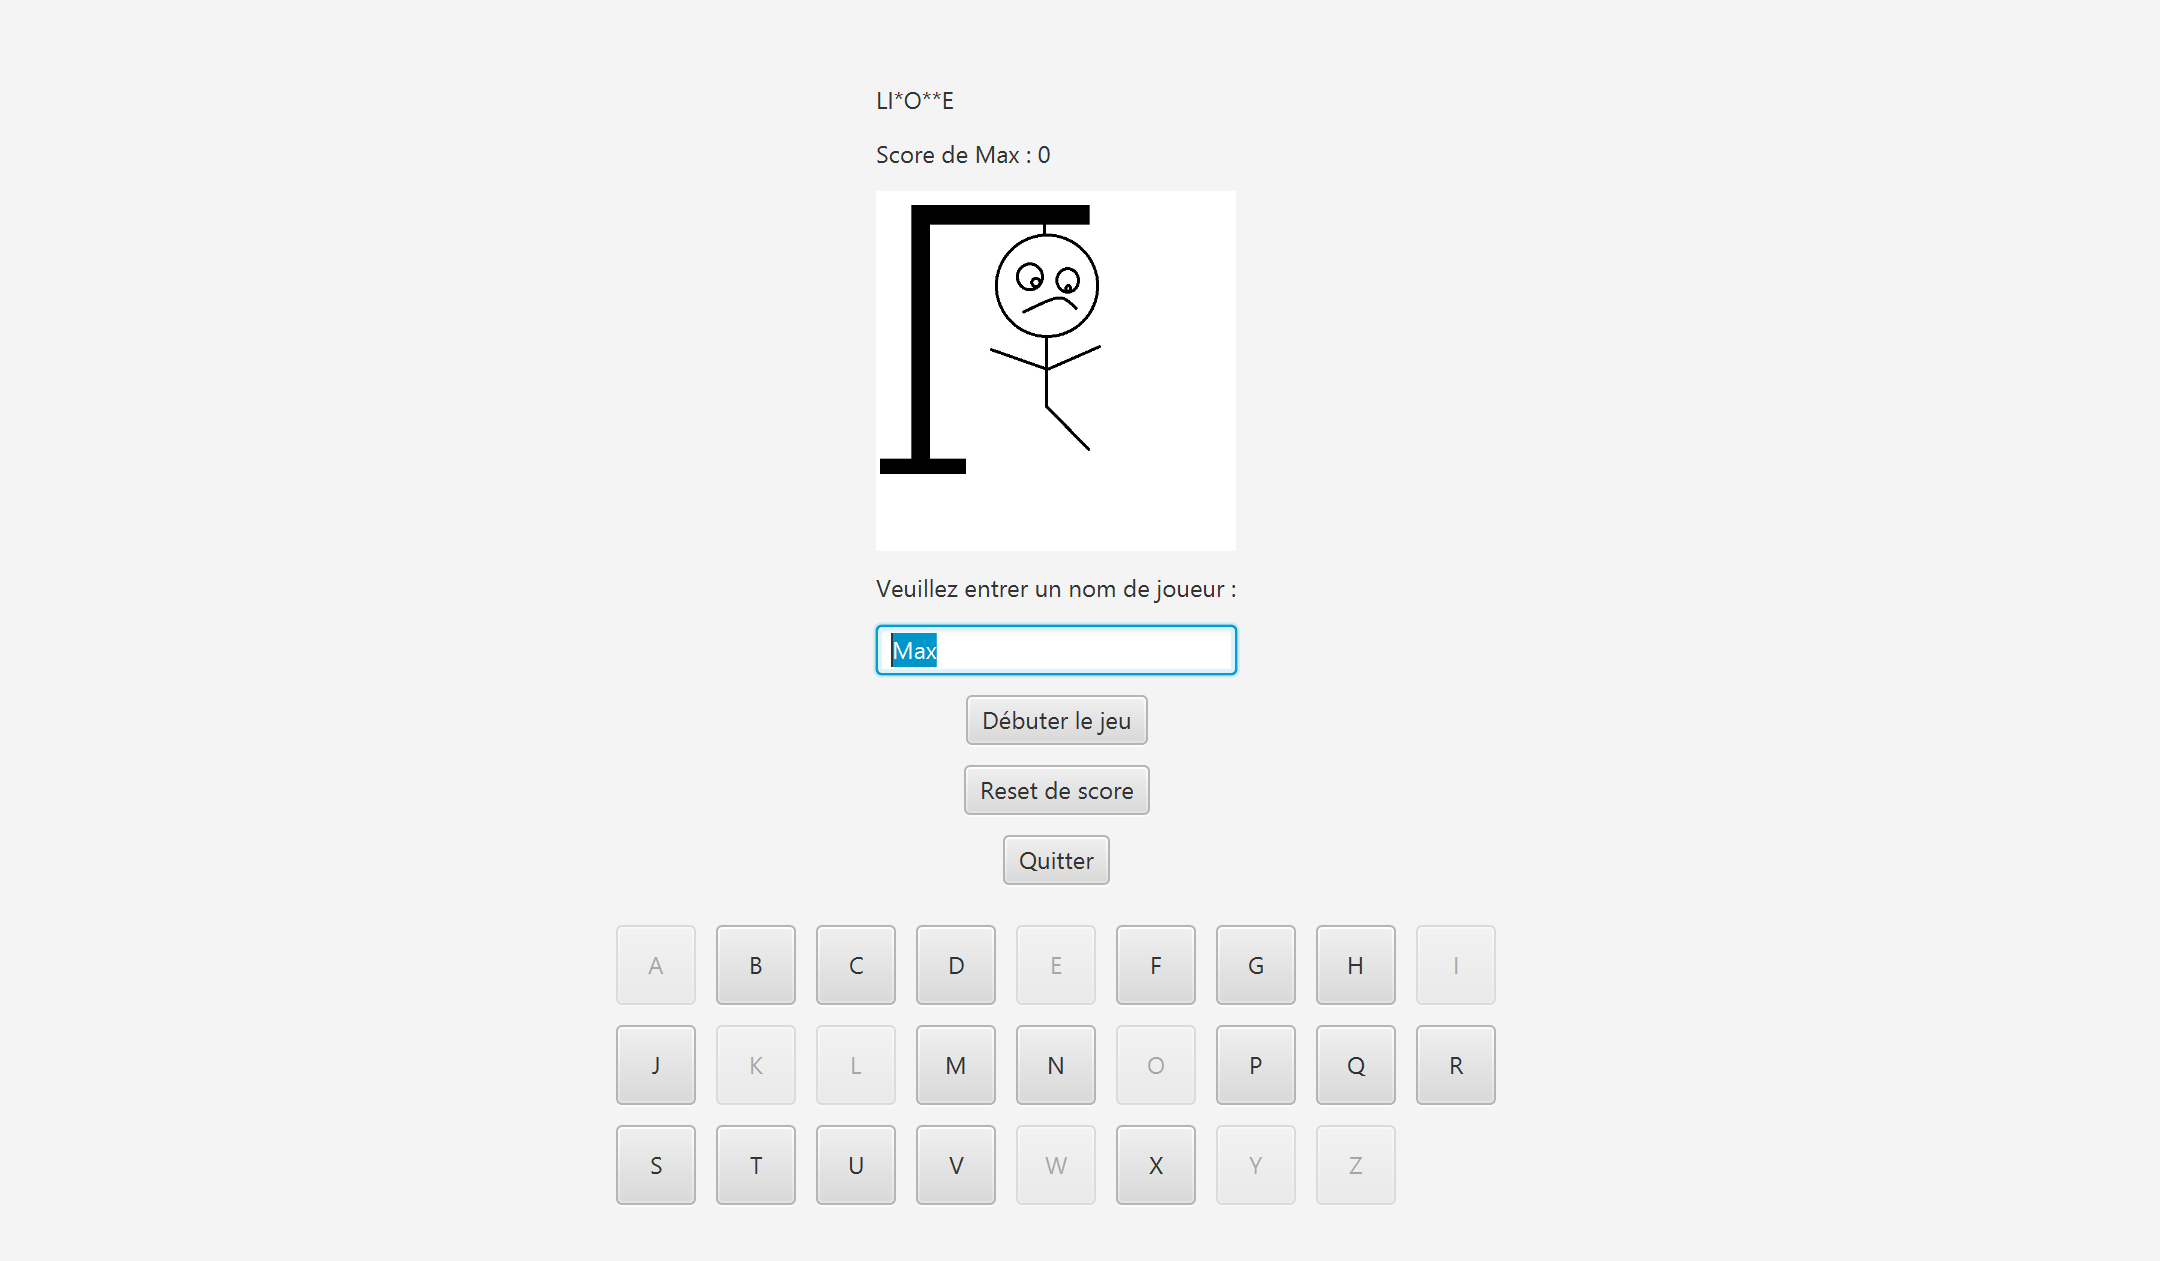 LI*O**E
Score de Max : 0
Veuillez entrer un nom de joueur :
Max
Débuter le jeu
Reset de score
Quitter
A B C D E F G H I
J K L M N O P Q R
S T U V W X Y Z